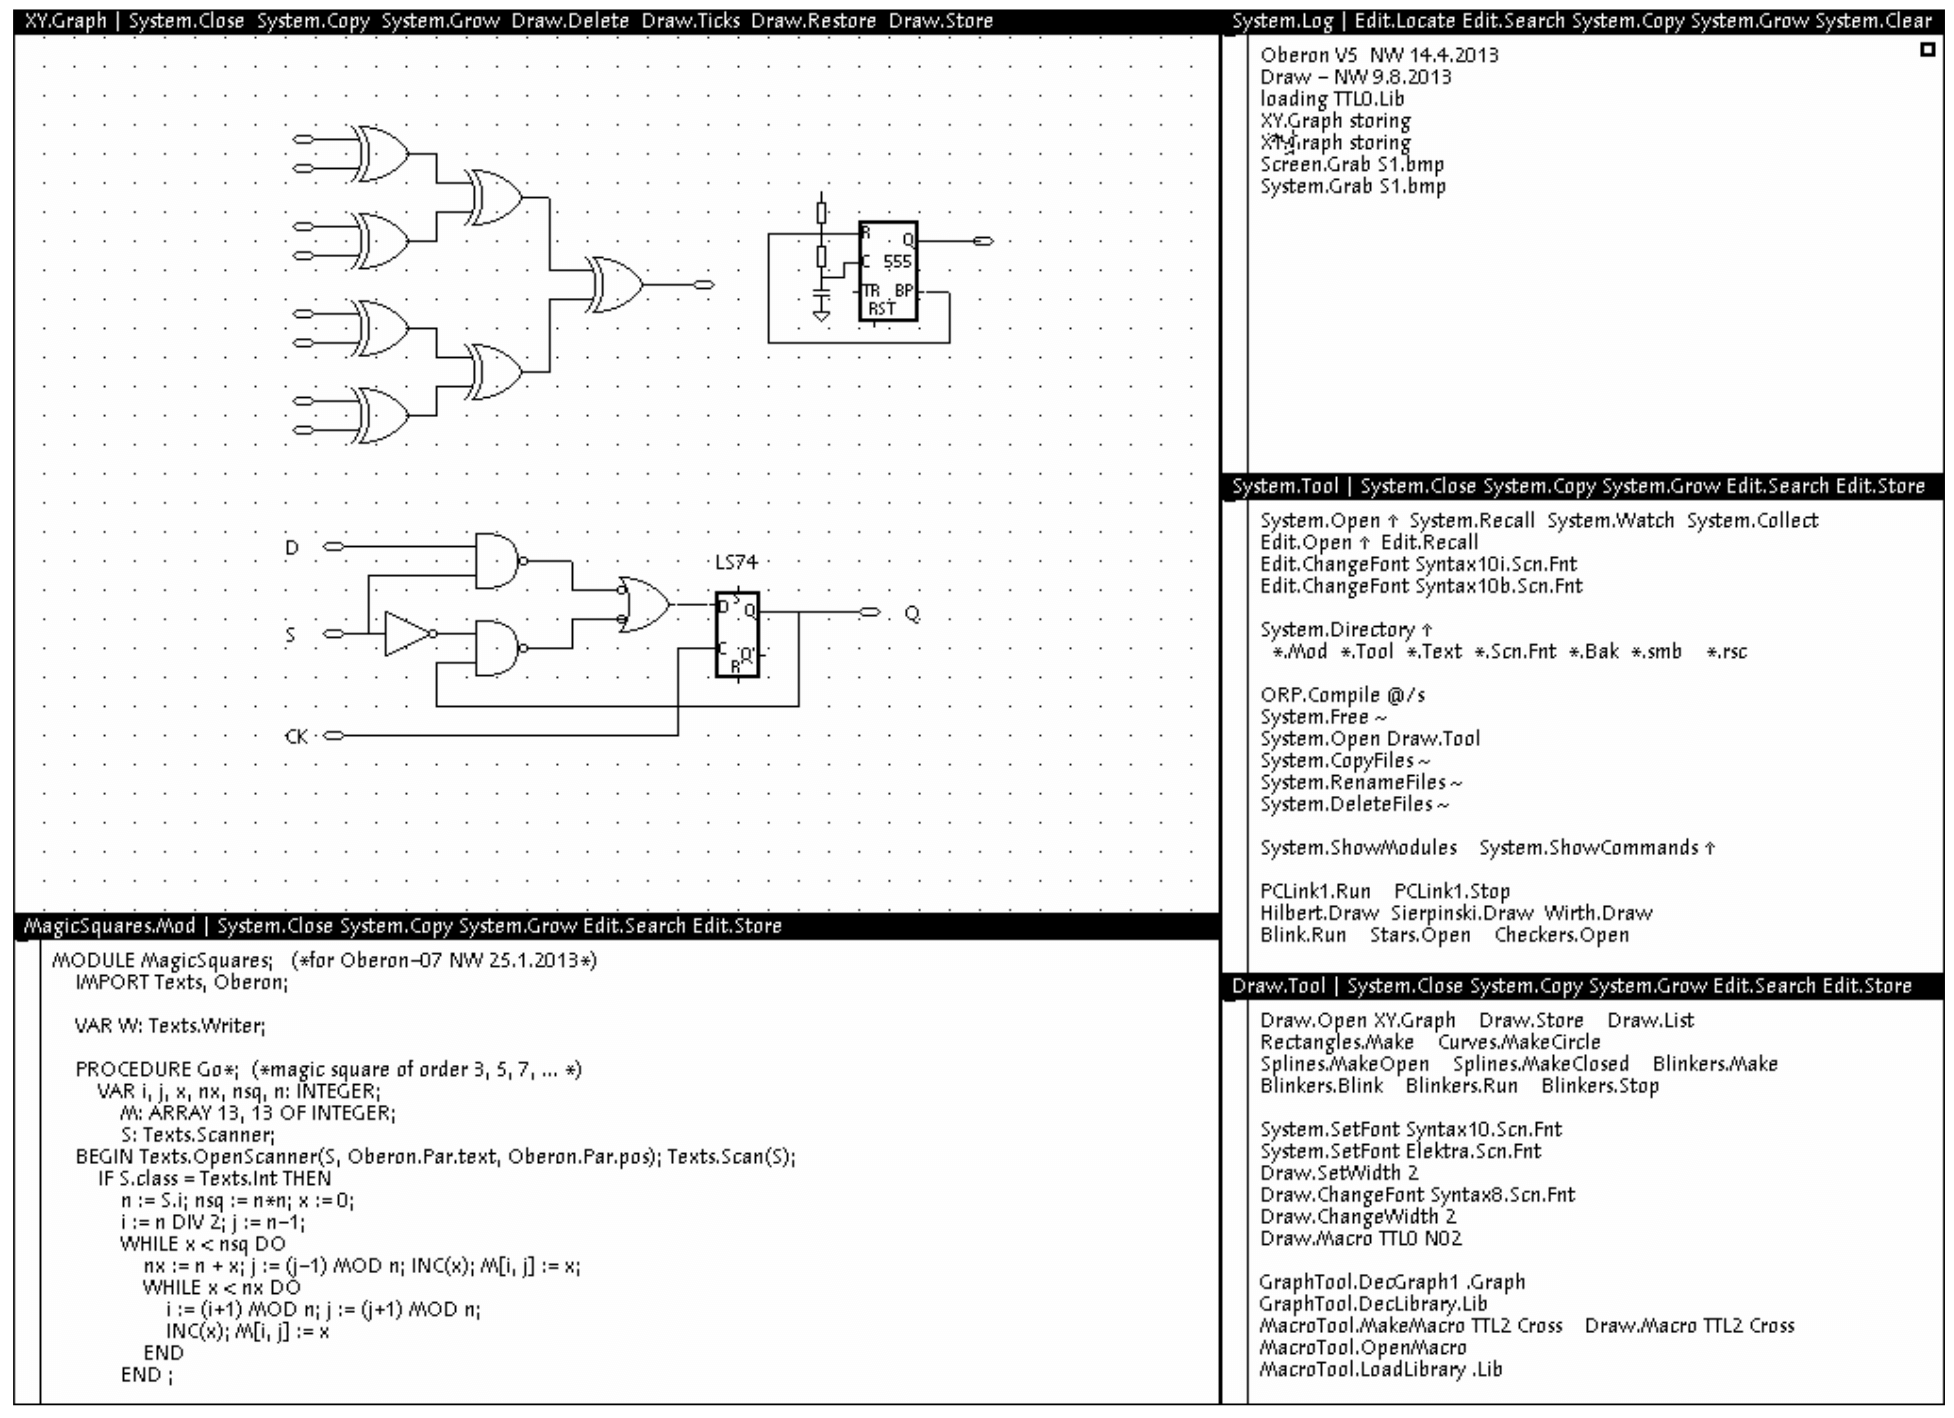 XY.Graph | System.Close System.Copy System.Grow Draw.Delete Draw.Ticks Draw.Restore Draw.Store
R
Q
C 555
TR BP
RST
D
LS74
S
D
Q
S
Q
C
Q'
R
CK
MagicSquares.Mod | System.Close System.Copy System.Grow Edit.Search Edit.Store
MODULE MagicSquares; (*for Oberon-07 NW 25.1.2013*)
IMPORT Texts, Oberon;
VAR W: Texts.Writer;
PROCEDURE Go*; (*magic square of order 3, 5, 7, ... *)
VAR i, j, x, nx, nsq, n: INTEGER;
M: ARRAY 13, 13 OF INTEGER;
S: Texts.Scanner;
BEGIN Texts.OpenScanner(S, Oberon.Par.text, Oberon.Par.pos); Texts.Scan(S);
IF S.class = Texts.Int THEN
n := S.i; nsq := n*n; x := 0;
i := n DIV 2; j := n-1;
WHILE x < nsq DO
nx := n + x; j := (j-1) MOD n; INC(x); M[i, j] := x;
WHILE x < nx DO
i := (i+1) MOD n; j := (j+1) MOD n;
INC(x); M[i, j] := x
END
END ;
System.Log | Edit.Locate Edit.Search System.Copy System.Grow System.Clear
Oberon V5 NW 14.4.2013
Draw - NW 9.8.2013
loading TTL0.Lib
XY.Graph storing
XY.Graph storing
Screen.Grab S1.bmp
System.Grab S1.bmp
System.Tool | System.Close System.Copy System.Grow Edit.Search Edit.Store
System.Open ↑ System.Recall System.Watch System.Collect
Edit.Open ↑ Edit.Recall
Edit.ChangeFont Syntax10i.Scn.Fnt
Edit.ChangeFont Syntax10b.Scn.Fnt
System.Directory ↑
*.Mod *.Tool *.Text *.Scn.Fnt *.Bak *.smb *.rsc
ORP.Compile @/s
System.Free ~
System.Open Draw.Tool
System.CopyFiles ~
System.RenameFiles ~
System.DeleteFiles ~
System.ShowModules System.ShowCommands ↑
PCLink1.Run PCLink1.Stop
Hilbert.Draw Sierpinski.Draw Wirth.Draw
Blink.Run Stars.Open Checkers.Open
Draw.Tool | System.Close System.Copy System.Grow Edit.Search Edit.Store
Draw.Open XY.Graph Draw.Store Draw.List
Rectangles.Make Curves.MakeCircle
Splines.MakeOpen Splines.MakeClosed Blinkers.Make
Blinkers.Blink Blinkers.Run Blinkers.Stop
System.SetFont Syntax10.Scn.Fnt
System.SetFont Elektra.Scn.Fnt
Draw.SetWidth 2
Draw.ChangeFont Syntax8.Scn.Fnt
Draw.ChangeWidth 2
Draw.Macro TTL0 N02
GraphTool.DecGraph1 .Graph
GraphTool.DecLibrary.Lib
MacroTool.MakeMacro TTL2 Cross Draw.Macro TTL2 Cross
MacroTool.OpenMacro
MacroTool.LoadLibrary .Lib